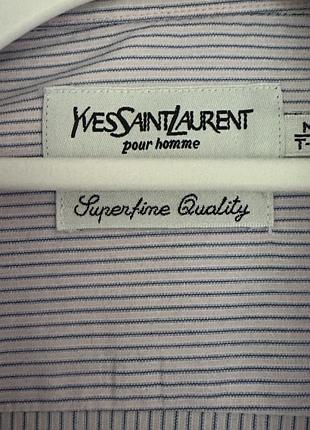 YVESSAINTLAURENT
pour homme
Superfine Quality